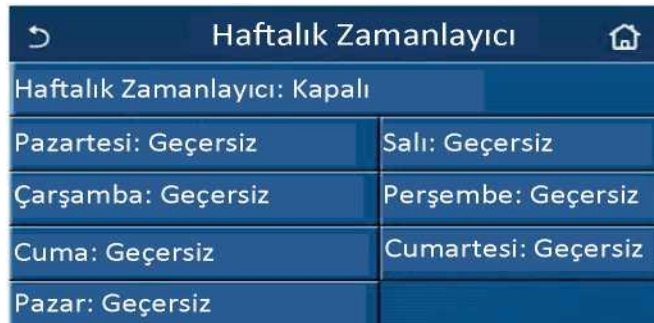 Haftalık Zamanlayıcı
Haftalık Zamanlayıcı: Kapalı
Pazartesi: Geçersiz
Salı: Geçersiz
Çarşamba: Geçersiz
Perşembe: Geçersiz
Cuma: Geçersiz
Cumartesi: Geçersiz
Pazar: Geçersiz